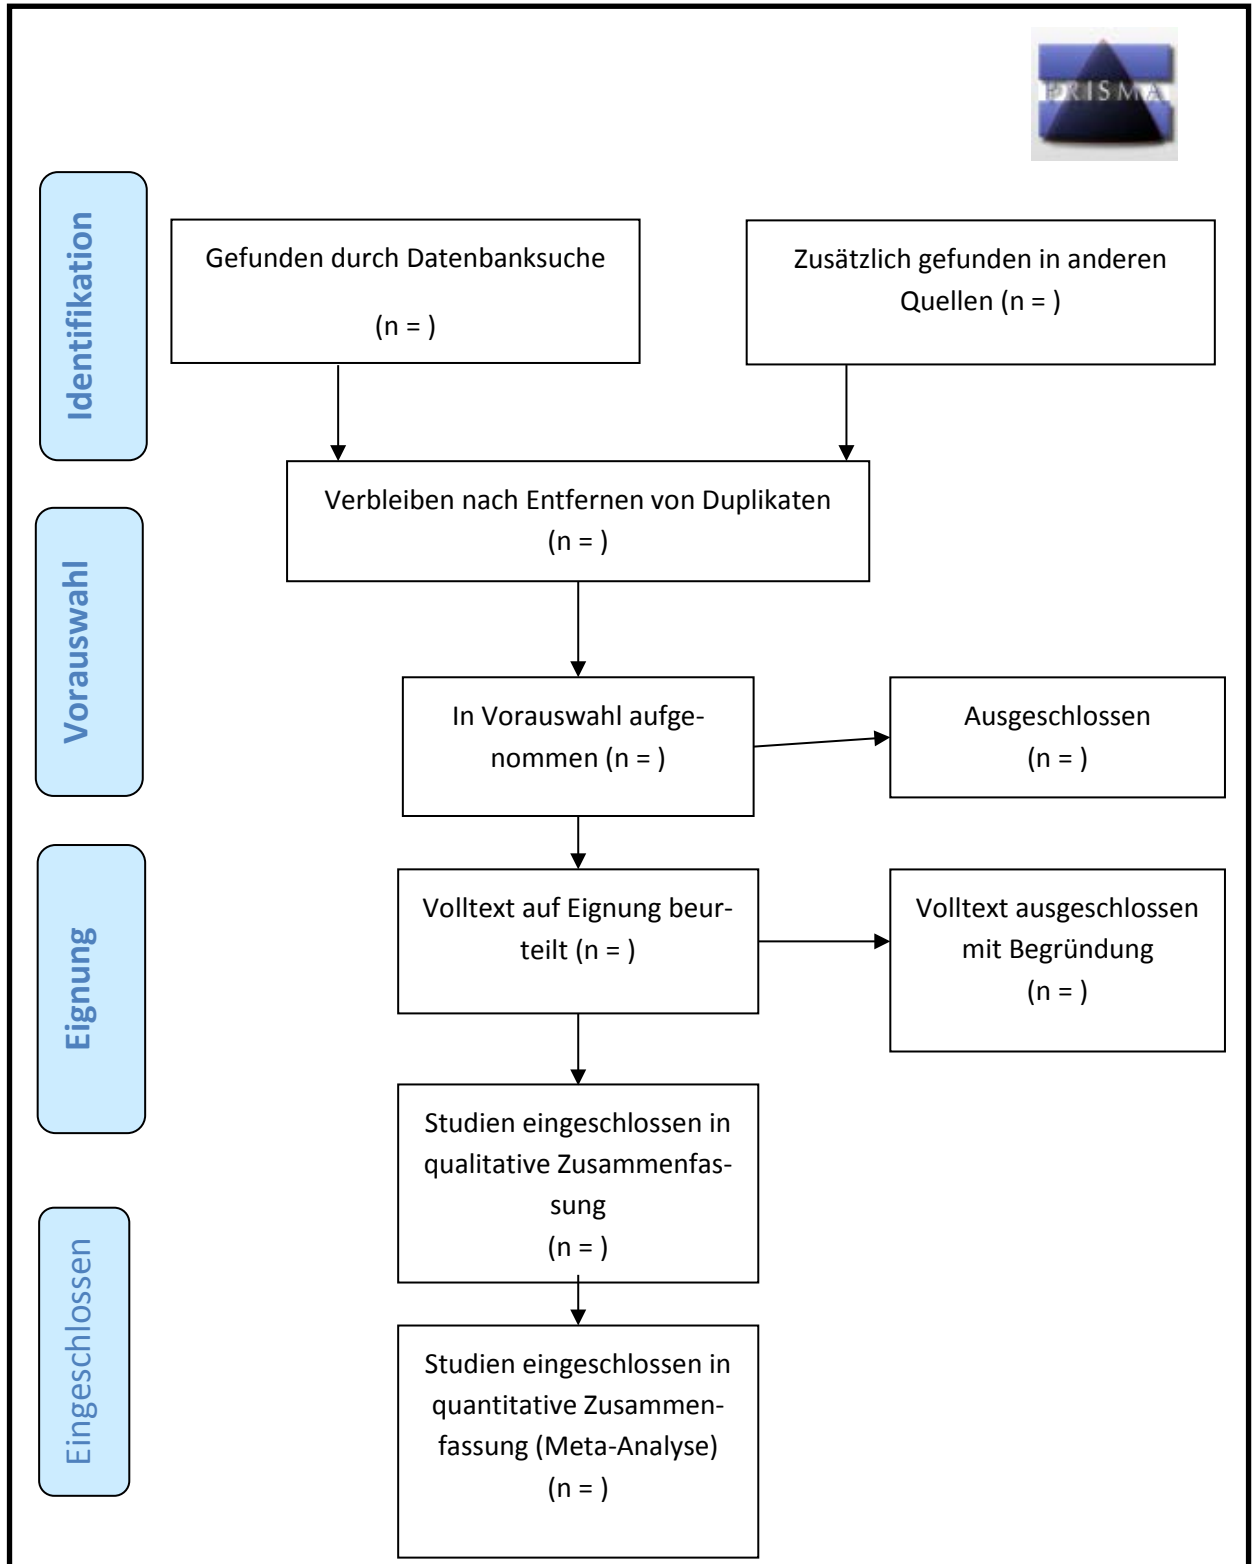 PRISMA
Identifikation
Gefunden durch Datenbanksuche
(n = )
Zusätzlich gefunden in anderen
Quellen (n = )
Verbleiben nach Entfernen von Duplikaten
(n = )
Vorauswahl
In Vorauswahl aufge-
nommen (n = )
Ausgeschlossen
(n = )
Eignung
Volltext auf Eignung beur-
teilt (n = )
Volltext ausgeschlossen
mit Begründung
(n = )
Studien eingeschlossen in
qualitative Zusammenfas-
sung
(n = )
Eingeschlossen
Studien eingeschlossen in
quantitative Zusammen-
fassung (Meta-Analyse)
(n = )